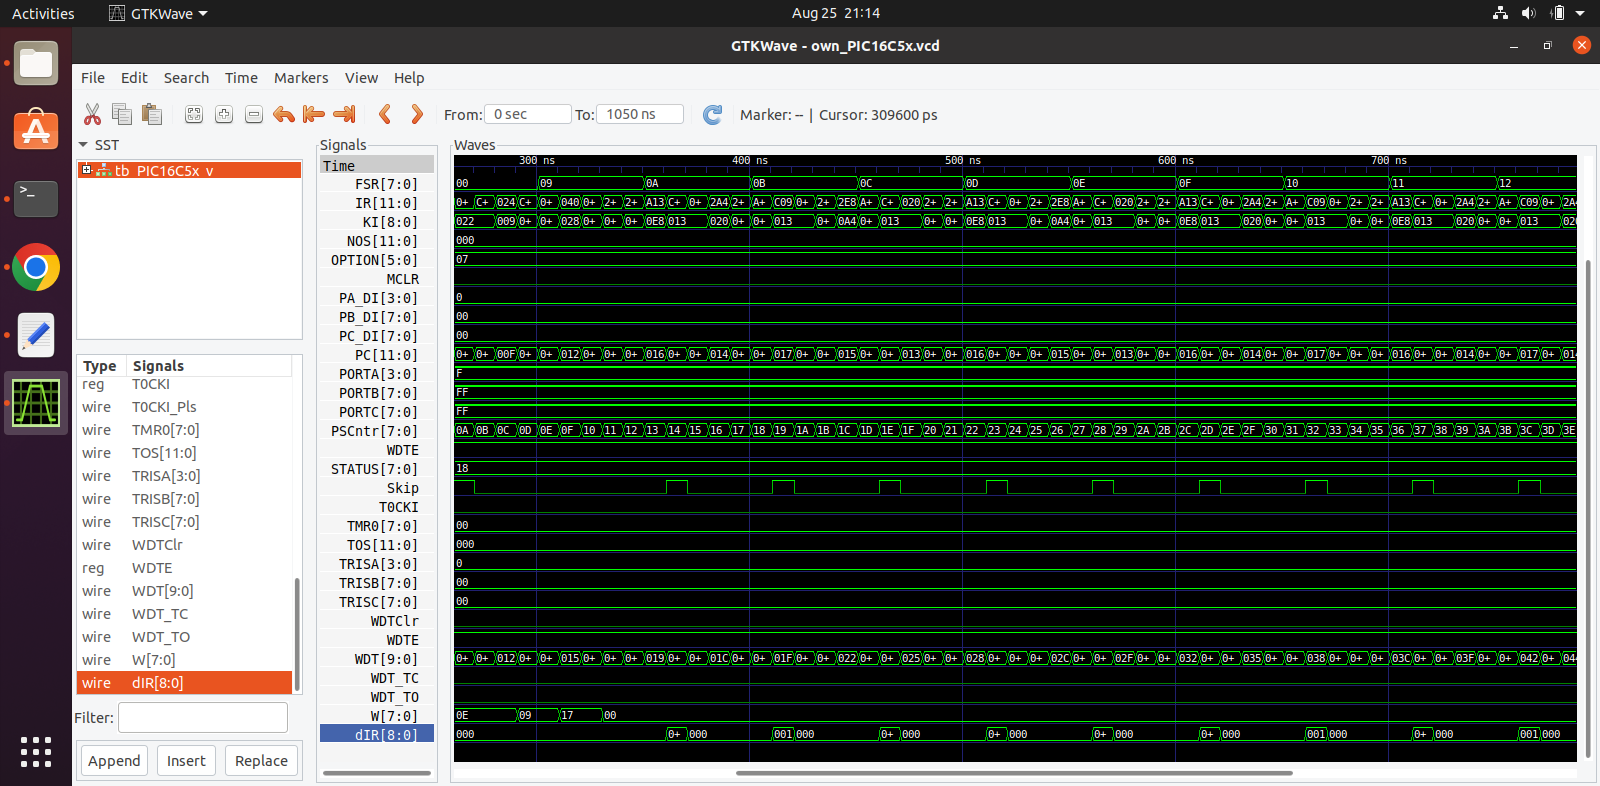 Activities GTKWave Aug 25 21:14
GTKWave - own_PIC16C5x.vcd
File Edit Search Time Markers View Help
From: 0 sec To: 1050 ns Marker: -- | Cursor: 309600 ps
SST
tb_PIC16C5x_v
Type Signals
reg T0CKI
wire T0CKI_Pls
wire TMR0[7:0]
wire TOS[11:0]
wire TRISA[3:0]
wire TRISB[7:0]
wire TRISC[7:0]
wire WDTClr
reg WDTE
wire WDT[9:0]
wire WDT_TC
wire WDT_TO
wire W[7:0]
wire dIR[8:0]
Filter:
Append Insert Replace
Signals
Time
FSR[7:0]
IR[11:0]
KI[8:0]
NOS[11:0]
OPTION[5:0]
MCLR
PA_DI[3:0]
PB_DI[7:0]
PC_DI[7:0]
PC[11:0]
PORTA[3:0]
PORTB[7:0]
PORTC[7:0]
PSCntr[7:0]
WDTE
STATUS[7:0]
Skip
T0CKI
TMR0[7:0]
TOS[11:0]
TRISA[3:0]
TRISB[7:0]
TRISC[7:0]
WDTClr
WDTE
WDT[9:0]
WDT_TC
WDT_TO
W[7:0]
dIR[8:0]
Waves
300 ns 400 ns 500 ns 600 ns 700 ns
00 09 0A 0B 0C 0D 0E 0F 10 11 12
0+ C+ 024 C+ 0+ 040 0+ 2+ 2+ A13 C+ 0+ 2A4 2+ A+ C09 0+ 2+ 2E8 A+ C+ 020 2+ 2+ A13 C+ 0+ 2+ 2E8 A+ C+ 020 2+ 2+ A13 C+ 0+ 2A4 2+ A+ C09 0+ 2+ 2+ A13 C+ 0+ 2A4 2+ A+ C09 0+ 2A4
022 009 0+ 0+ 028 0+ 0+ 0+ 0E8 013 020 0+ 0+ 013 0+ 0A4 0+ 013 0+ 0+ 0E8 013 0+ 0A4 0+ 013 0+ 0+ 0E8 013 020 0+ 0+ 013 0+ 0+ 0E8 013 020 0+ 0+ 013 020
000
07
0
00
00
0+ 0+ 00F 0+ 0+ 012 0+ 0+ 0+ 016 0+ 0+ 014 0+ 0+ 017 0+ 0+ 015 0+ 0+ 013 0+ 0+ 016 0+ 0+ 0+ 015 0+ 0+ 013 0+ 0+ 016 0+ 0+ 014 0+ 0+ 017 0+ 0+ 0+ 016 0+ 0+ 014 0+ 0+ 017 0+ 014
F
FF
FF
0A 0B 0C 0D 0E 0F 10 11 12 13 14 15 16 17 18 19 1A 1B 1C 1D 1E 1F 20 21 22 23 24 25 26 27 28 29 2A 2B 2C 2D 2E 2F 30 31 32 33 34 35 36 37 38 39 3A 3B 3C 3D 3E
18
00
000
0
00
00
0+ 0+ 012 0+ 0+ 015 0+ 0+ 0+ 019 0+ 0+ 01C 0+ 0+ 01F 0+ 0+ 022 0+ 0+ 025 0+ 0+ 028 0+ 0+ 0+ 02C 0+ 0+ 02F 0+ 0+ 032 0+ 0+ 035 0+ 0+ 038 0+ 0+ 0+ 03C 0+ 0+ 03F 0+ 0+ 042 0+
0E 09 17 00
000 0+ 000 001 000 0+ 000 0+ 000 0+ 000 0+ 000 001 000 0+ 000 001 000